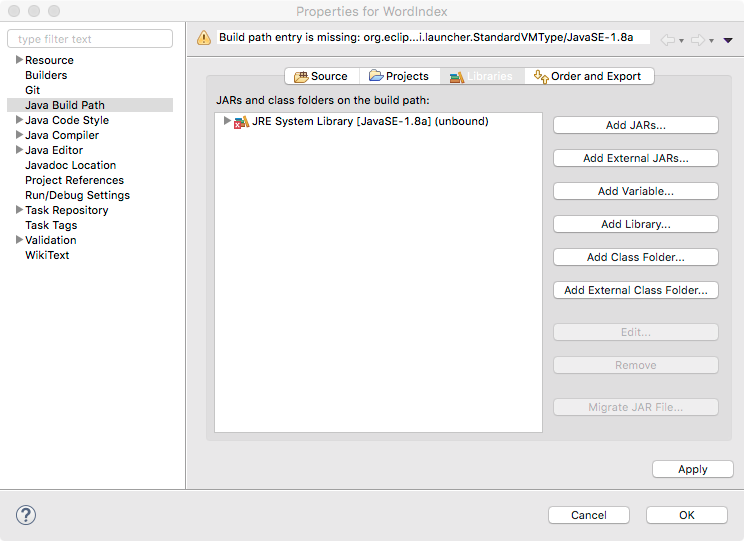 Properties for WordIndex
type filter text
Build path entry is missing: org.eclip...i.launcher.StandardVMType/JavaSE-1.8a
Resource
Builders
Git
Java Build Path
Java Code Style
Java Compiler
Java Editor
Javadoc Location
Project References
Run/Debug Settings
Task Repository
Task Tags
Validation
WikiText
Source
Projects
Libraries
Order and Export
JARs and class folders on the build path:
JRE System Library [JavaSE-1.8a] (unbound)
Add JARs...
Add External JARs...
Add Variable...
Add Library...
Add Class Folder...
Add External Class Folder...
Edit...
Remove
Migrate JAR File...
Apply
?
Cancel
OK